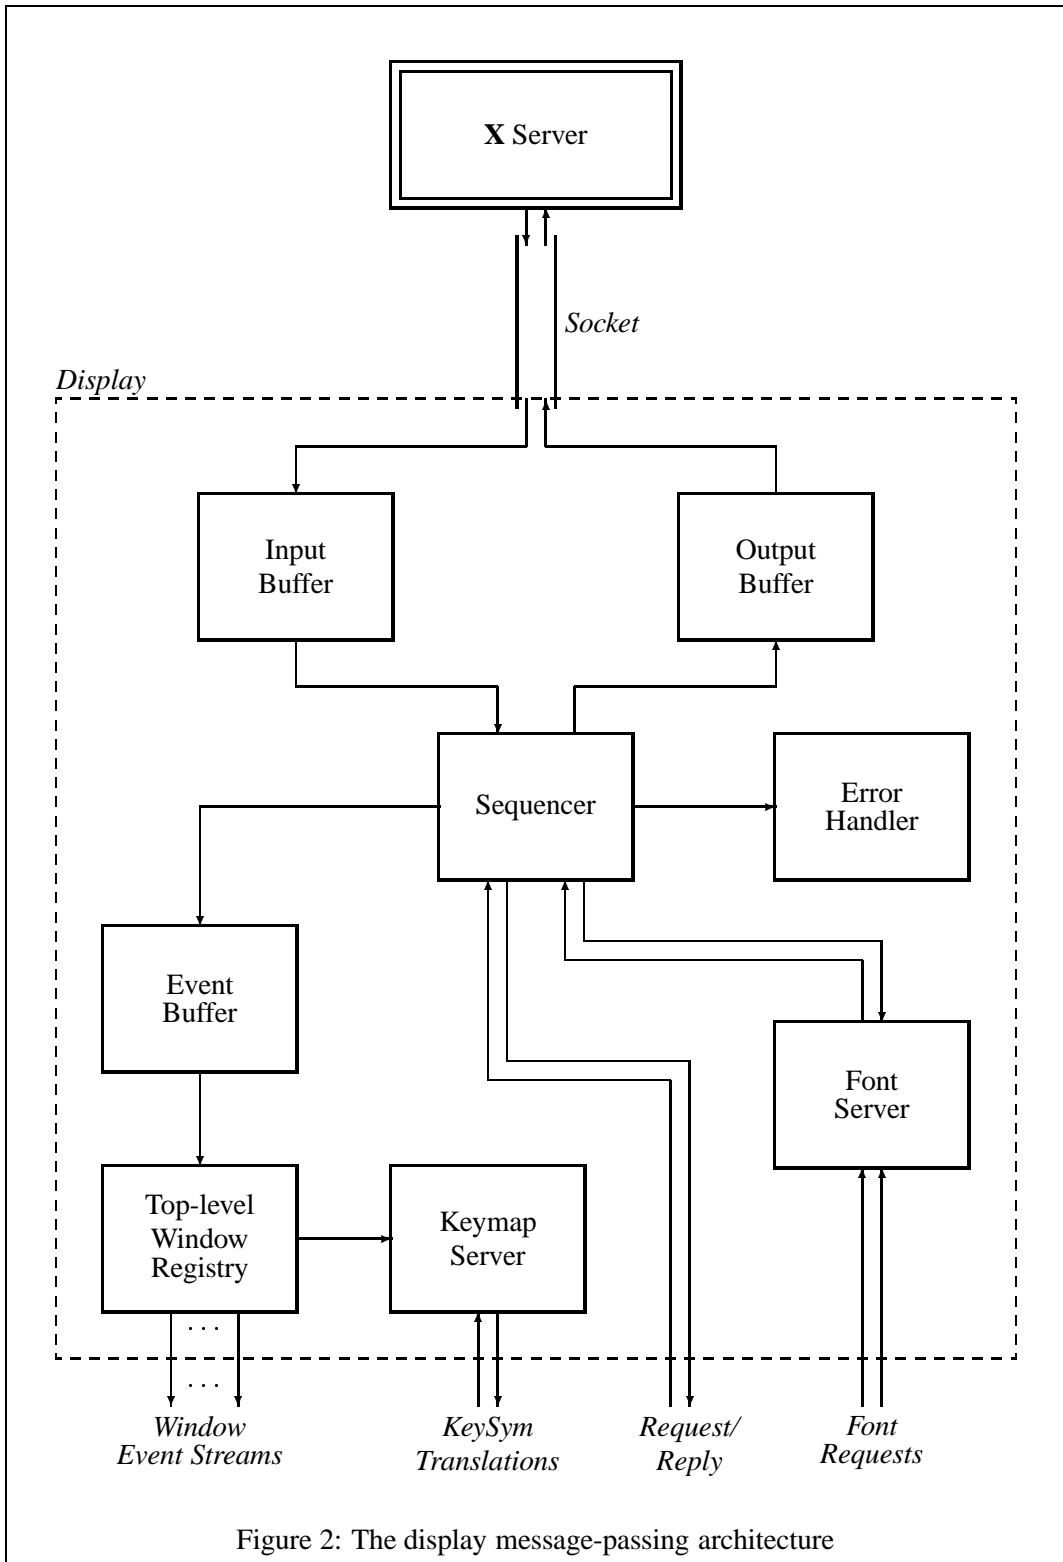 X Server
Socket
Display
Input
Buffer
Output
Buffer
Sequencer
Error
Handler
Event
Buffer
Font
Server
Top-level
Window
Registry
Keymap
Server
. . .
. . .
Window
Event Streams
KeySym
Translations
Request/
Reply
Font
Requests
Figure 2: The display message-passing architecture